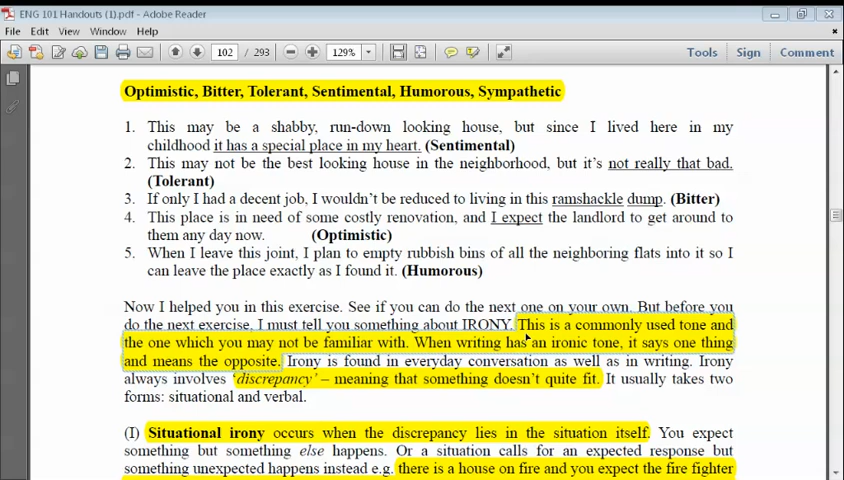 ENG 101 Handouts (1).pdf - Adobe Reader
File Edit View Window Help
102 / 293 129% Tools Sign Comment
Optimistic, Bitter, Tolerant, Sentimental, Humorous, Sympathetic
1. This may be a shabby, run-down looking house, but since I lived here in my
childhood it has a special place in my heart. (Sentimental)
2. This may not be the best looking house in the neighborhood, but it's not really that bad.
(Tolerant)
3. If only I had a decent job, I wouldn't be reduced to living in this ramshackle dump. (Bitter)
4. This place is in need of some costly renovation, and I expect the landlord to get around to
them any day now. (Optimistic)
5. When I leave this joint, I plan to empty rubbish bins of all the neighboring flats into it so I
can leave the place exactly as I found it. (Humorous)
Now I helped you in this exercise. See if you can do the next one on your own. But before you
do the next exercise, I must tell you something about IRONY. This is a commonly used tone and
the one which you may not be familiar with. When writing has an ironic tone, it says one thing
and means the opposite. Irony is found in everyday conversation as well as in writing. Irony
always involves 'discrepancy' – meaning that something doesn't quite fit. It usually takes two
forms: situational and verbal.
(I) Situational irony occurs when the discrepancy lies in the situation itself. You expect
something but something else happens. Or a situation calls for an expected response but
something unexpected happens instead e.g. there is a house on fire and you expect the fire fighter